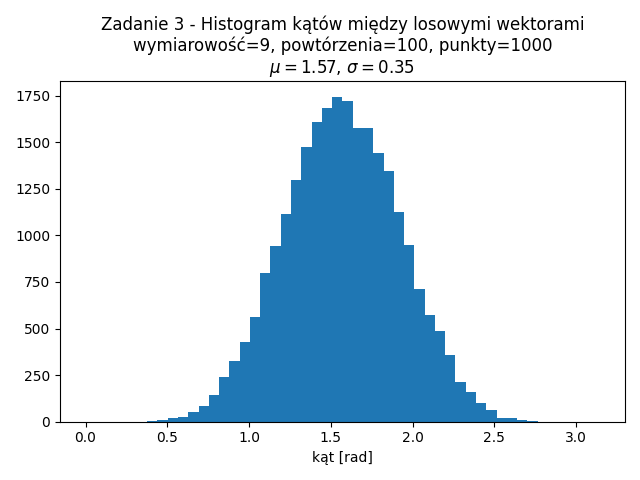 Zadanie 3 - Histogram kątów między losowymi wektorami
wymiarowość=9, powtórzenia=100, punkty=1000
μ = 1.57, σ = 0.35
1750
1500
1250
1000
750
500
250
0
0.0 0.5 1.0 1.5 2.0 2.5 3.0
kąt [rad]